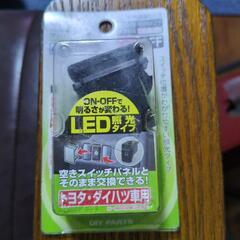 ON-OFFで
明るさが変わる!
LED照光
タイプ
空きスイッチパネルと
そのまま交換できる!
トヨタ・ダイハツ車用
DIY PARTS